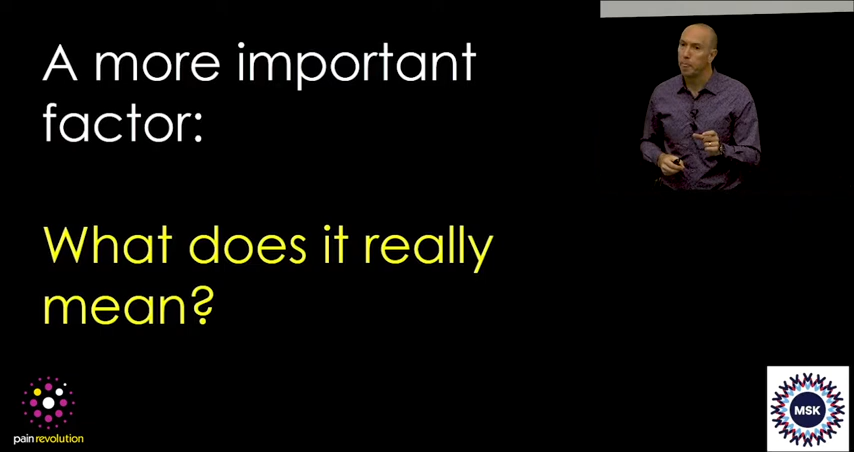 A more important
factor:
What does it really
mean?
pain revolution
MSK